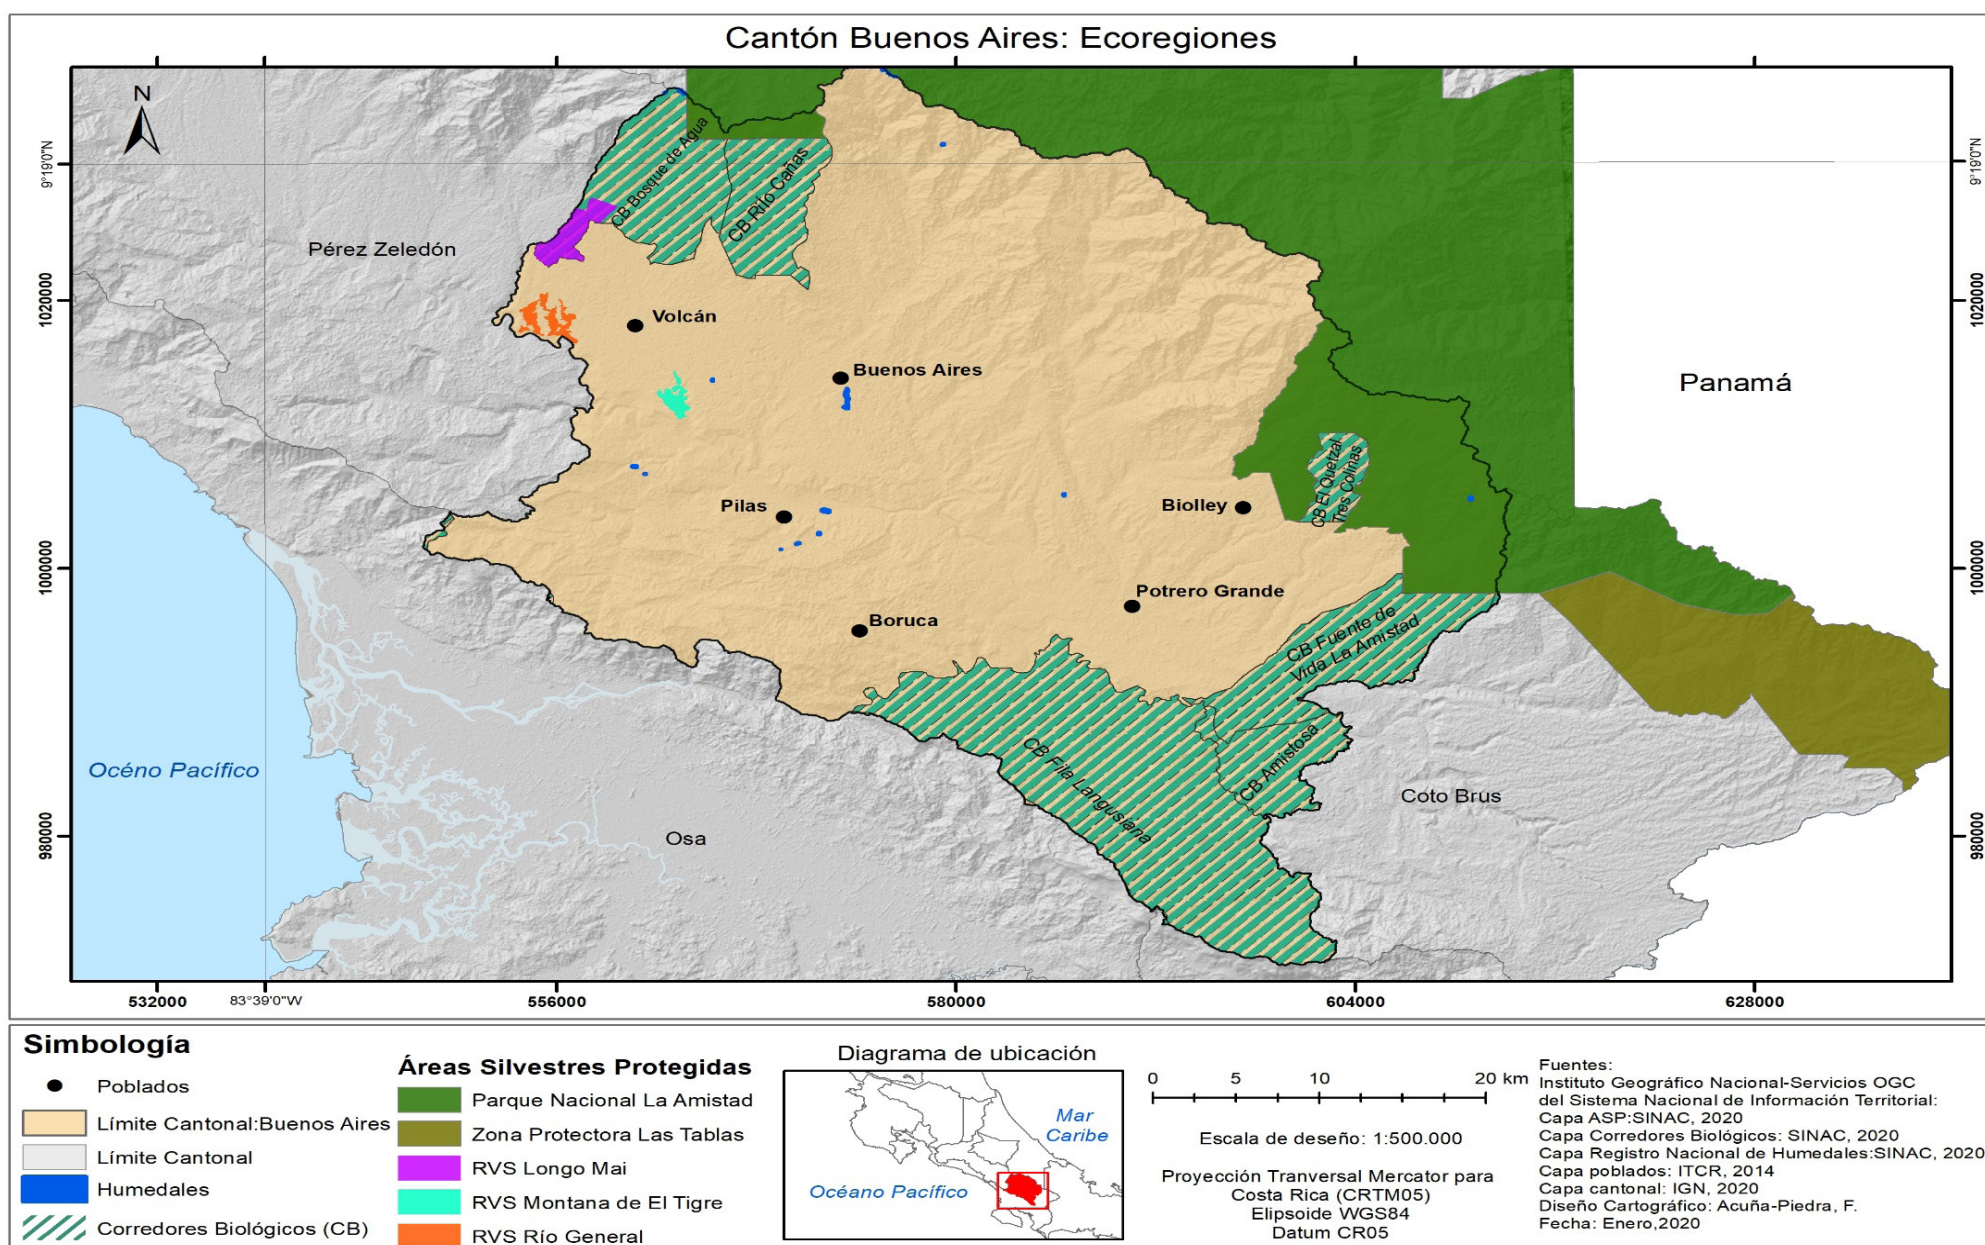 Cantón Buenos Aires: Ecoregiones
N
9°19'0"N
9°19'0"N
CB Bosque de Agua
CB RIío Cañas
Pérez Zeledón
1020000
1020000
Volcán
Buenos Aires
Panamá
CB El Quetzal
Tres Colinas
Pilas
Biolley
1000000
1000000
Potrero Grande
Boruca
CB Fuente de
Vida La Amistad
Océno Pacífico
CB Fila Langusiana
CB Amistosa
Coto Brus
Osa
980000
980000
532000
83°39'0"W
556000
580000
604000
628000
Simbología
Poblados
Límite Cantonal:Buenos Aires
Límite Cantonal
Humedales
Corredores Biológicos (CB)
Áreas Silvestres Protegidas
Parque Nacional La Amistad
Zona Protectora Las Tablas
RVS Longo Mai
RVS Montana de El Tigre
RVS Río General
Diagrama de ubicación
Mar
Caribe
Océano Pacífico
0 5 10 20 km
Escala de deseño: 1:500.000
Proyección Tranversal Mercator para
Costa Rica (CRTM05)
Elipsoide WGS84
Datum CR05
Fuentes:
Instituto Geográfico Nacional-Servicios OGC
del Sistema Nacional de Información Territorial:
Capa ASP:SINAC, 2020
Capa Corredores Biológicos: SINAC, 2020
Capa Registro Nacional de Humedales:SINAC, 2020
Capa poblados: ITCR, 2014
Capa cantonal: IGN, 2020
Diseño Cartográfico: Acuña-Piedra, F.
Fecha: Enero,2020